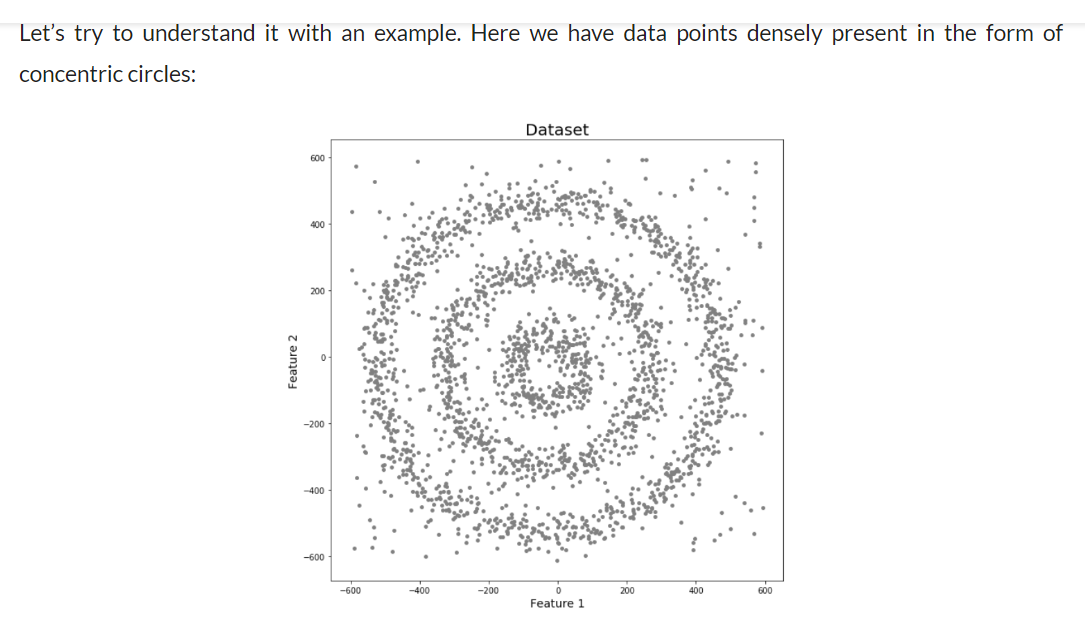 Let’s try to understand it with an example. Here we have data points densely present in the form of
concentric circles:
Dataset
600
400
200
0
−200
−400
−600
Feature 2
−600 −400 −200 0 200 400 600
Feature 1